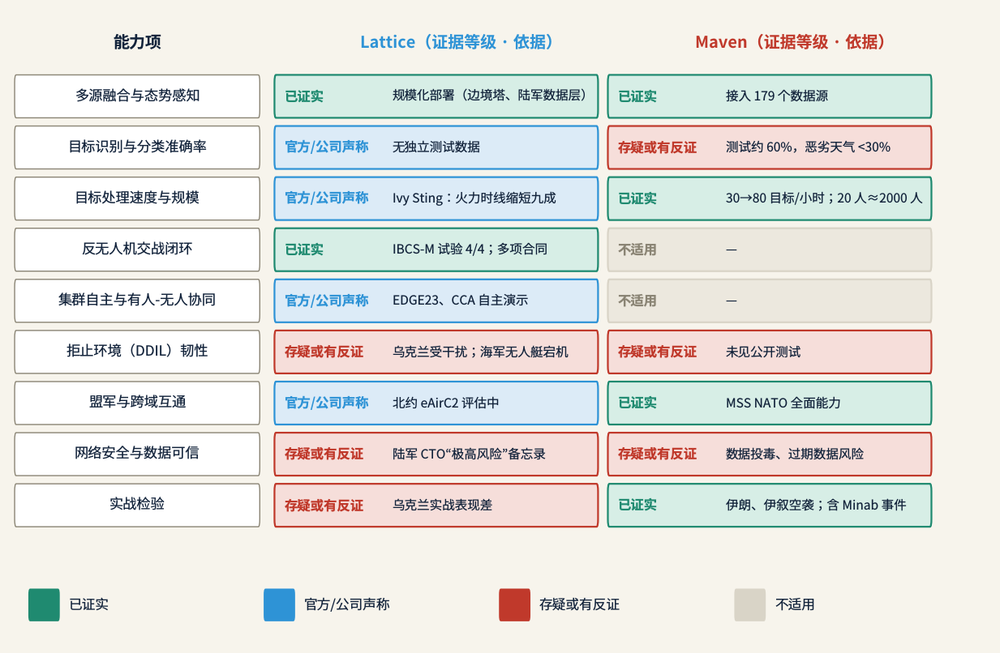 能力项 Lattice（证据等级 · 依据） Maven（证据等级 · 依据）
多源融合与态势感知 已证实 规模化部署（边境塔、陆军数据层） 已证实 接入 179 个数据源
目标识别与分类准确率 官方/公司声称 无独立测试数据 存疑或有反证 测试约 60%，恶劣天气 <30%
目标处理速度与规模 官方/公司声称 Ivy Sting：火力时线缩短九成 已证实 30→80 目标/小时；20 人≈2000 人
反无人机交战闭环 已证实 IBCS-M 试验 4/4；多项合同 不适用 —
集群自主与有人-无人协同 官方/公司声称 EDGE23、CCA 自主演示 不适用 —
拒止环境（DDIL）韧性 存疑或有反证 乌克兰受干扰；海军无人艇宕机 存疑或有反证 未见公开测试
盟军与跨域互通 官方/公司声称 北约 eAirC2 评估中 已证实 MSS NATO 全面能力
网络安全与数据可信 存疑或有反证 陆军 CTO“极高风险”备忘录 存疑或有反证 数据投毒、过期数据风险
实战检验 存疑或有反证 乌克兰实战表现差 已证实 伊朗、伊叙空袭；含 Minab 事件
已证实 官方/公司声称 存疑或有反证 不适用